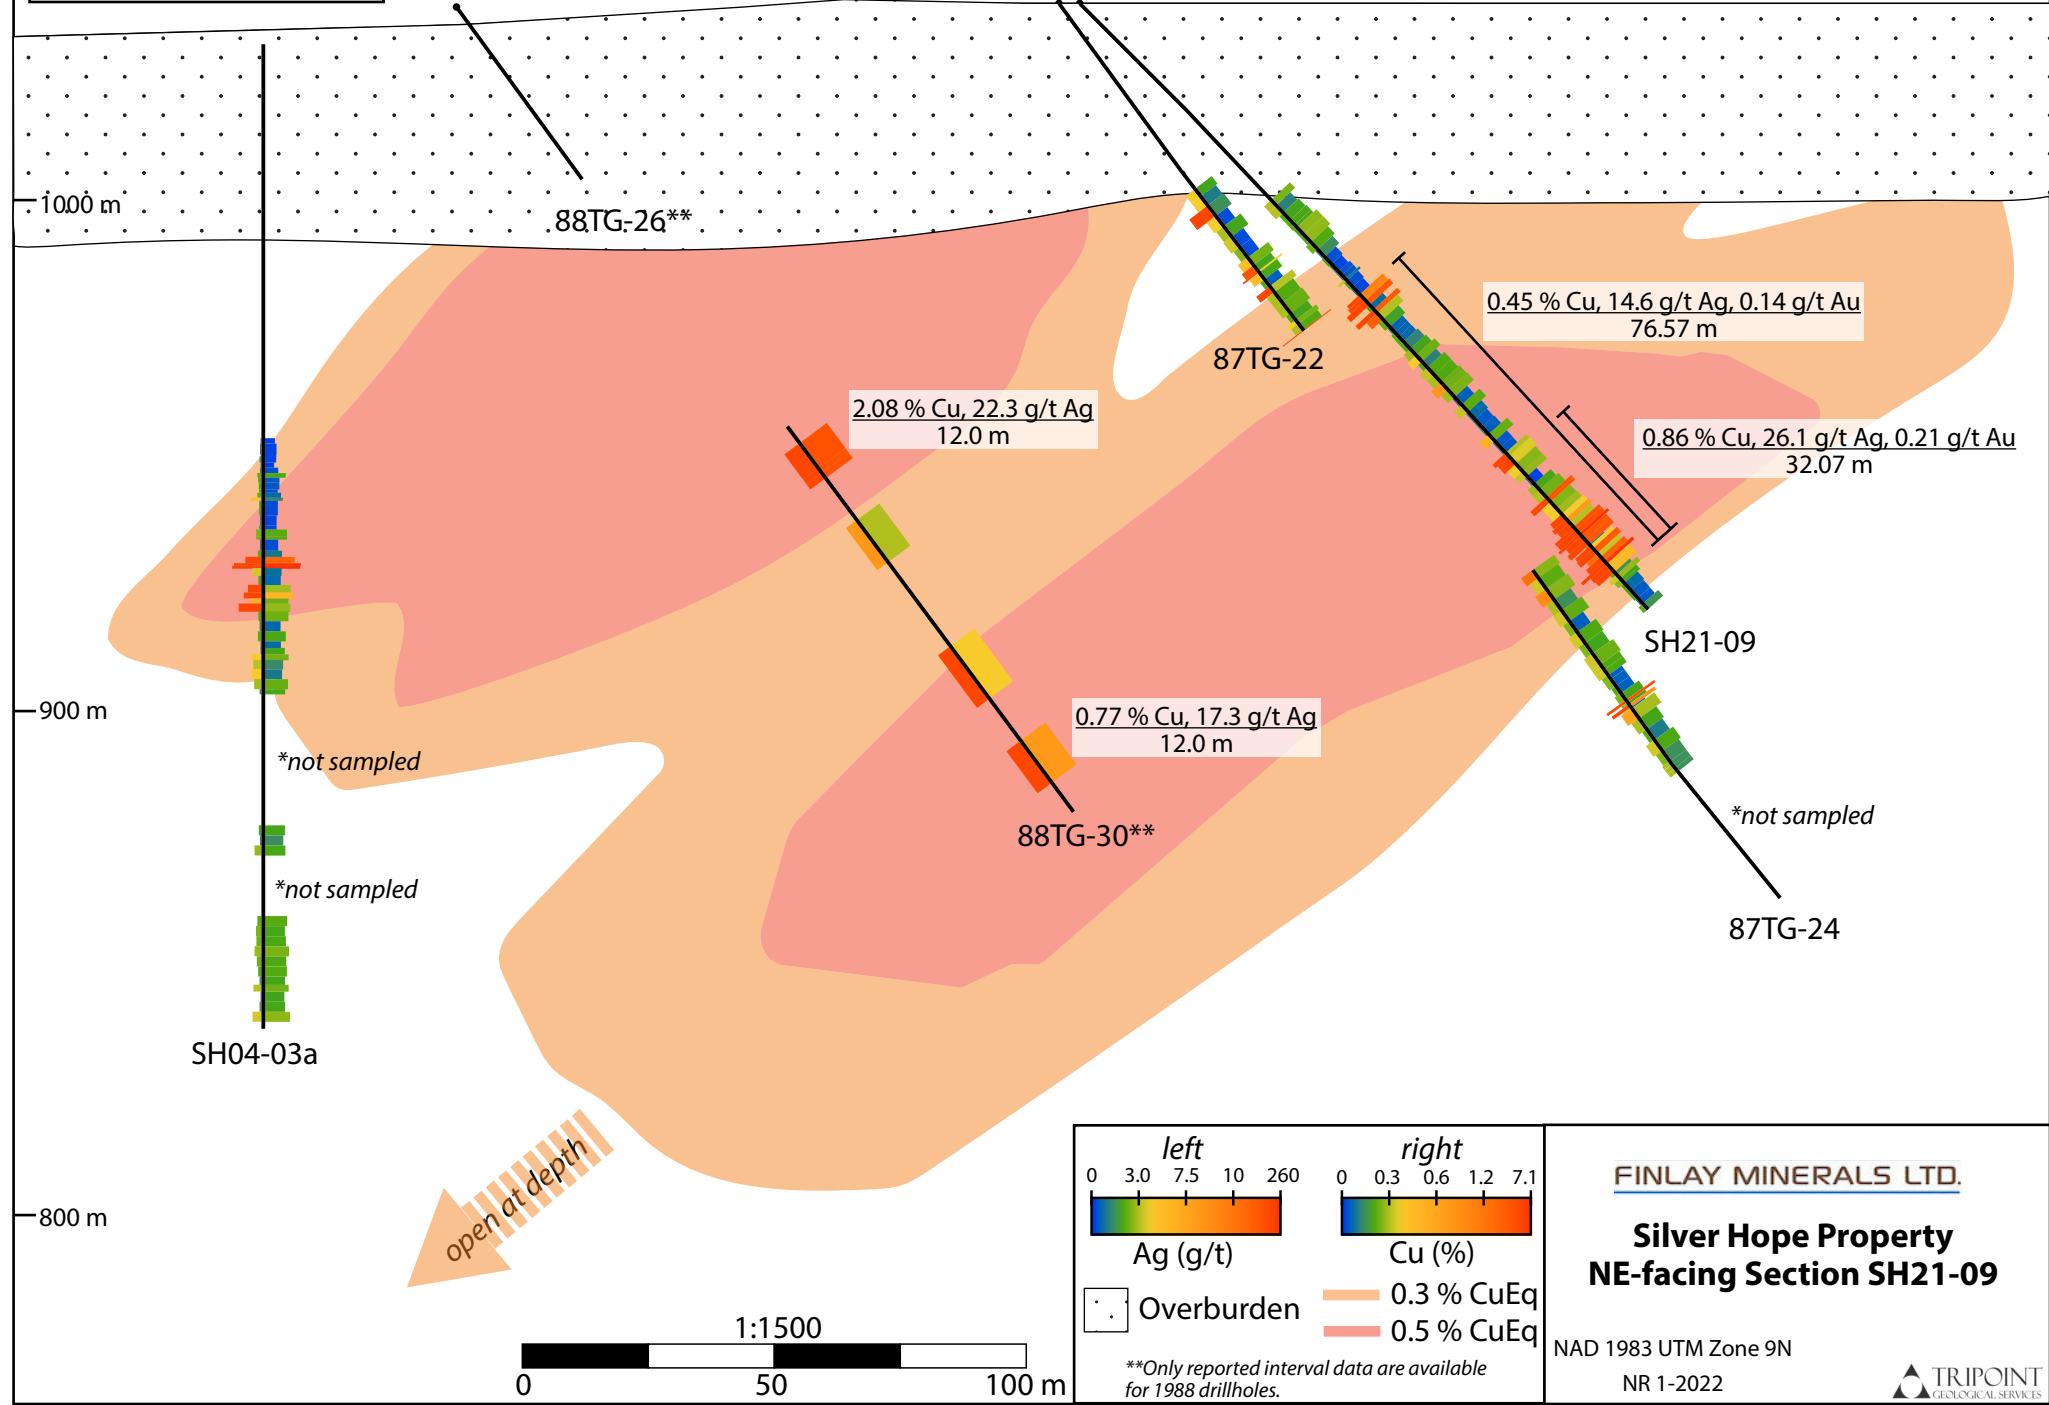 1000 m
88TG-26**
0.45 % Cu, 14.6 g/t Ag, 0.14 g/t Au
76.57 m
87TG-22
2.08 % Cu, 22.3 g/t Ag
12.0 m
0.86 % Cu, 26.1 g/t Ag, 0.21 g/t Au
32.07 m
SH21-09
900 m
0.77 % Cu, 17.3 g/t Ag
12.0 m
*not sampled
88TG-30**
*not sampled
*not sampled
87TG-24
SH04-03a
open at depth
800 m
1:1500
0 50 100 m
left
0 3.0 7.5 10 260
Ag (g/t)
right
0 0.3 0.6 1.2 7.1
Cu (%)
Overburden
0.3 % CuEq
0.5 % CuEq
**Only reported interval data are available
for 1988 drillholes.
FINLAY MINERALS LTD.
Silver Hope Property
NE-facing Section SH21-09
NAD 1983 UTM Zone 9N
NR 1-2022
TRIPOINT
GEOLOGICAL SERVICES